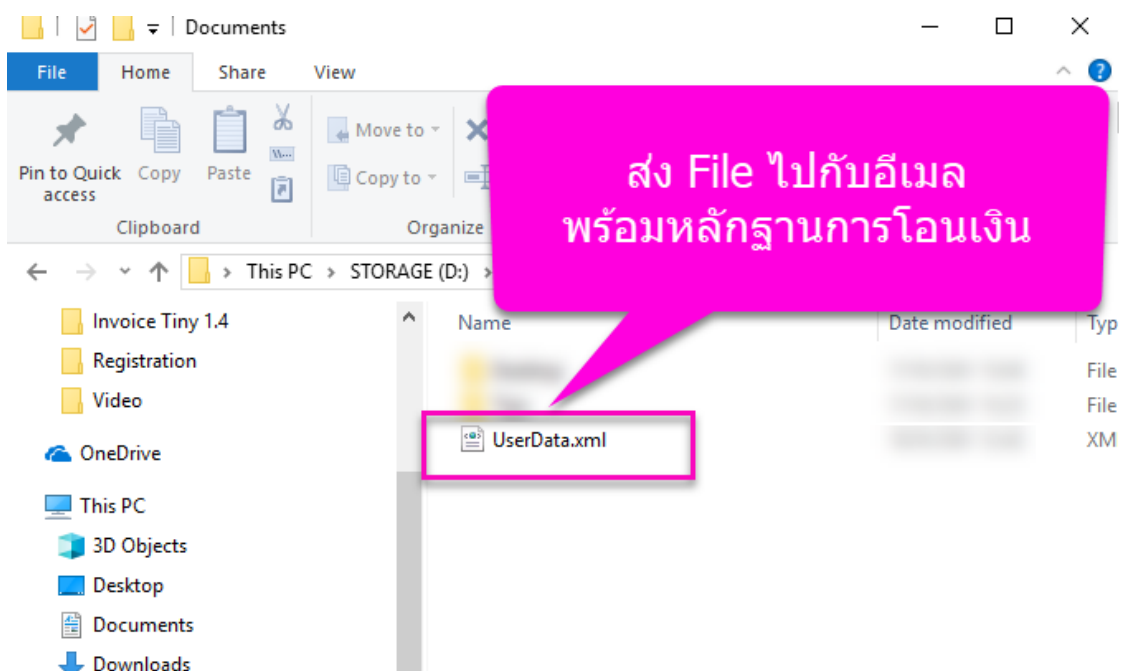 Documents
File Home Share View
Pin to Quick access
Copy
Paste
Move to
Copy to
Clipboard
Organize
ส่ง File ไปกับอีเมล
พร้อมหลักฐานการโอนเงิน
This PC > STORAGE (D:) >
Invoice Tiny 1.4
Registration
Video
OneDrive
This PC
3D Objects
Desktop
Documents
Downloads
Name Date modified Typ
File
File
UserData.xml XM